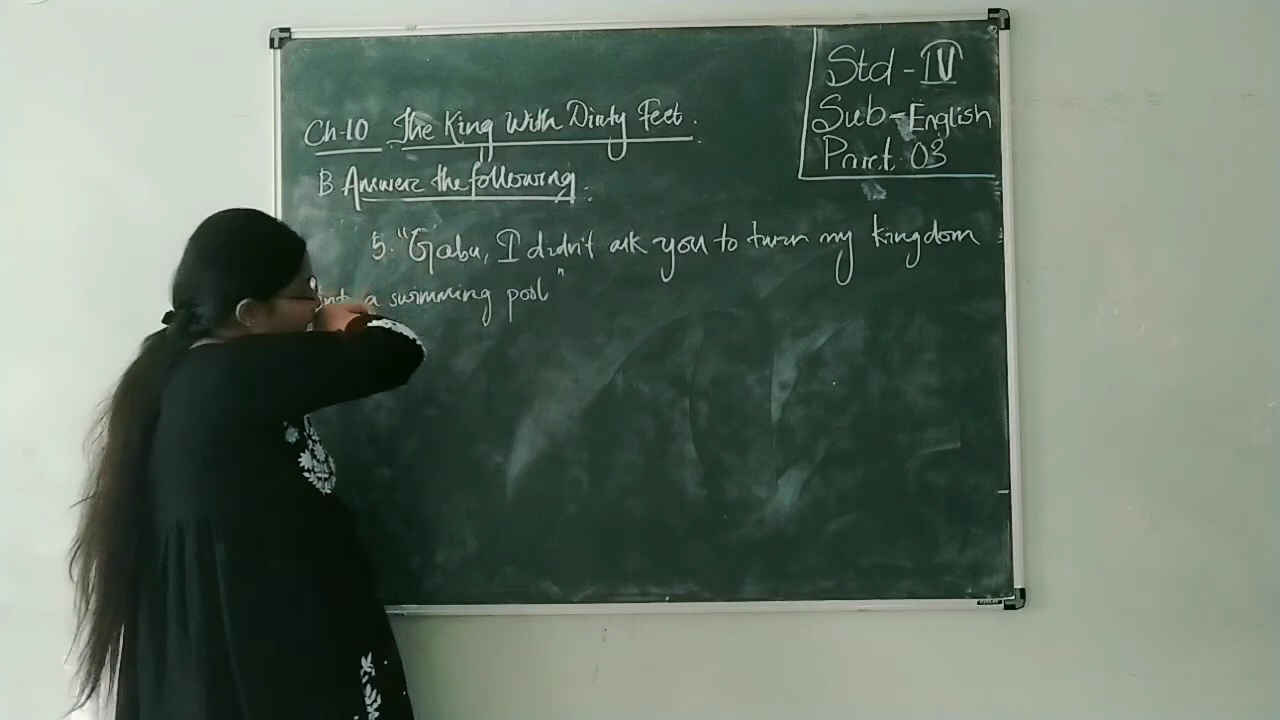 Std - IV
Sub - English
Part 03
Ch-10 The King With Dirty Feet.
B Answer the following.
5. "Gabu, I didn't ask you to turn my kingdom
into a swimming pool"